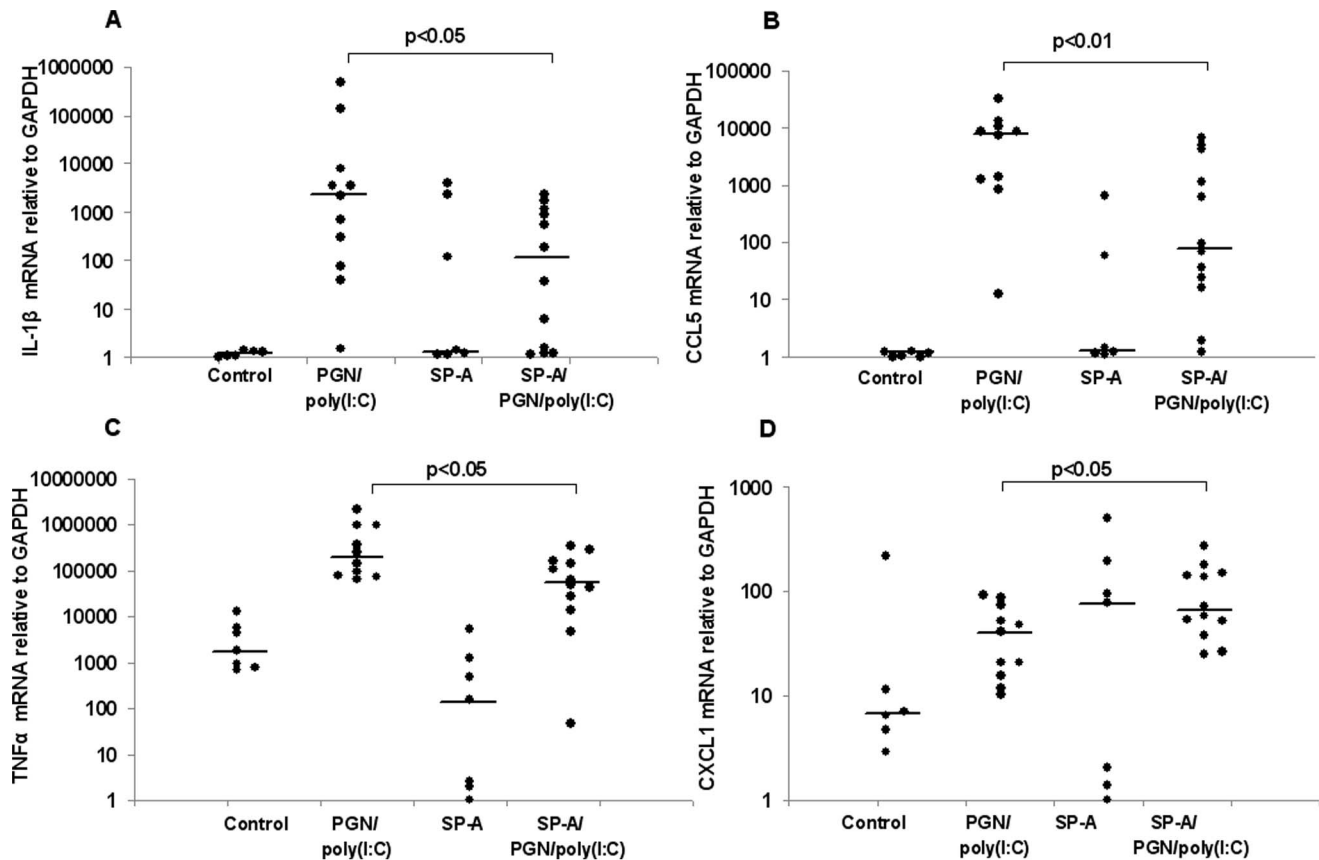 A
p<0.05
IL-1β mRNA relative to GAPDH
1000000
100000
10000
1000
100
10
1
Control
PGN/
poly(I:C)
SP-A
SP-A/
PGN/poly(I:C)
B
p<0.01
CCL5 mRNA relative to GAPDH
100000
10000
1000
100
10
1
Control
PGN/
poly(I:C)
SP-A
SP-A/
PGN/poly(I:C)
C
p<0.05
TNFα mRNA relative to GAPDH
10000000
1000000
100000
10000
1000
100
10
1
Control
PGN/
poly(I:C)
SP-A
SP-A/
PGN/poly(I:C)
D
p<0.05
CXCL1 mRNA relative to GAPDH
1000
100
10
1
Control
PGN/
poly(I:C)
SP-A
SP-A/
PGN/poly(I:C)